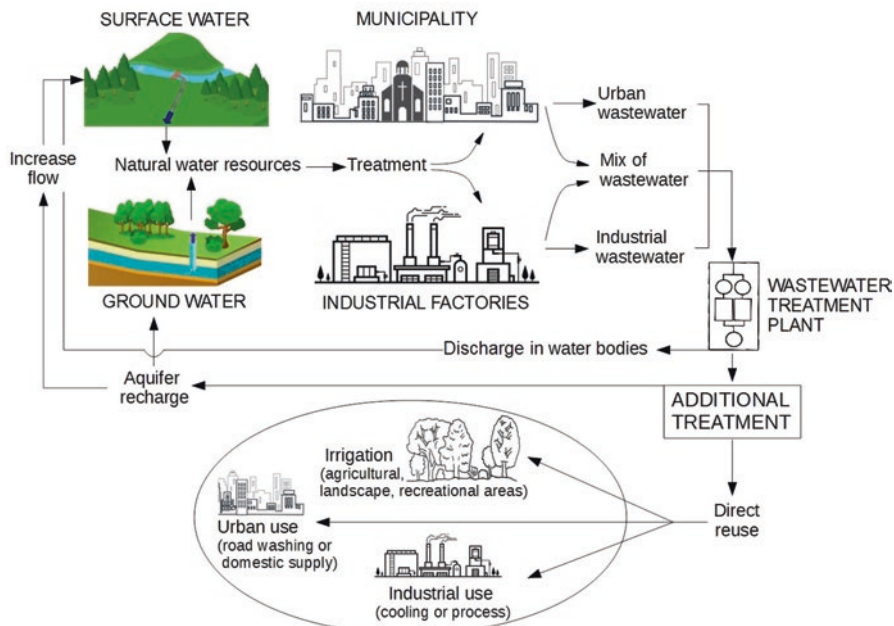 SURFACE WATER
MUNICIPALITY
Urban
wastewater
Increase
flow
Natural water resources
Treatment
Mix of
wastewater
Industrial
wastewater
GROUND WATER
INDUSTRIAL FACTORIES
WASTEWATER
TREATMENT
PLANT
Discharge in water bodies
Aquifer
recharge
ADDITIONAL
TREATMENT
Irrigation
(agricultural,
landscape, recreational areas)
Direct
reuse
Urban use
(road washing or
domestic supply)
Industrial use
(cooling or process)